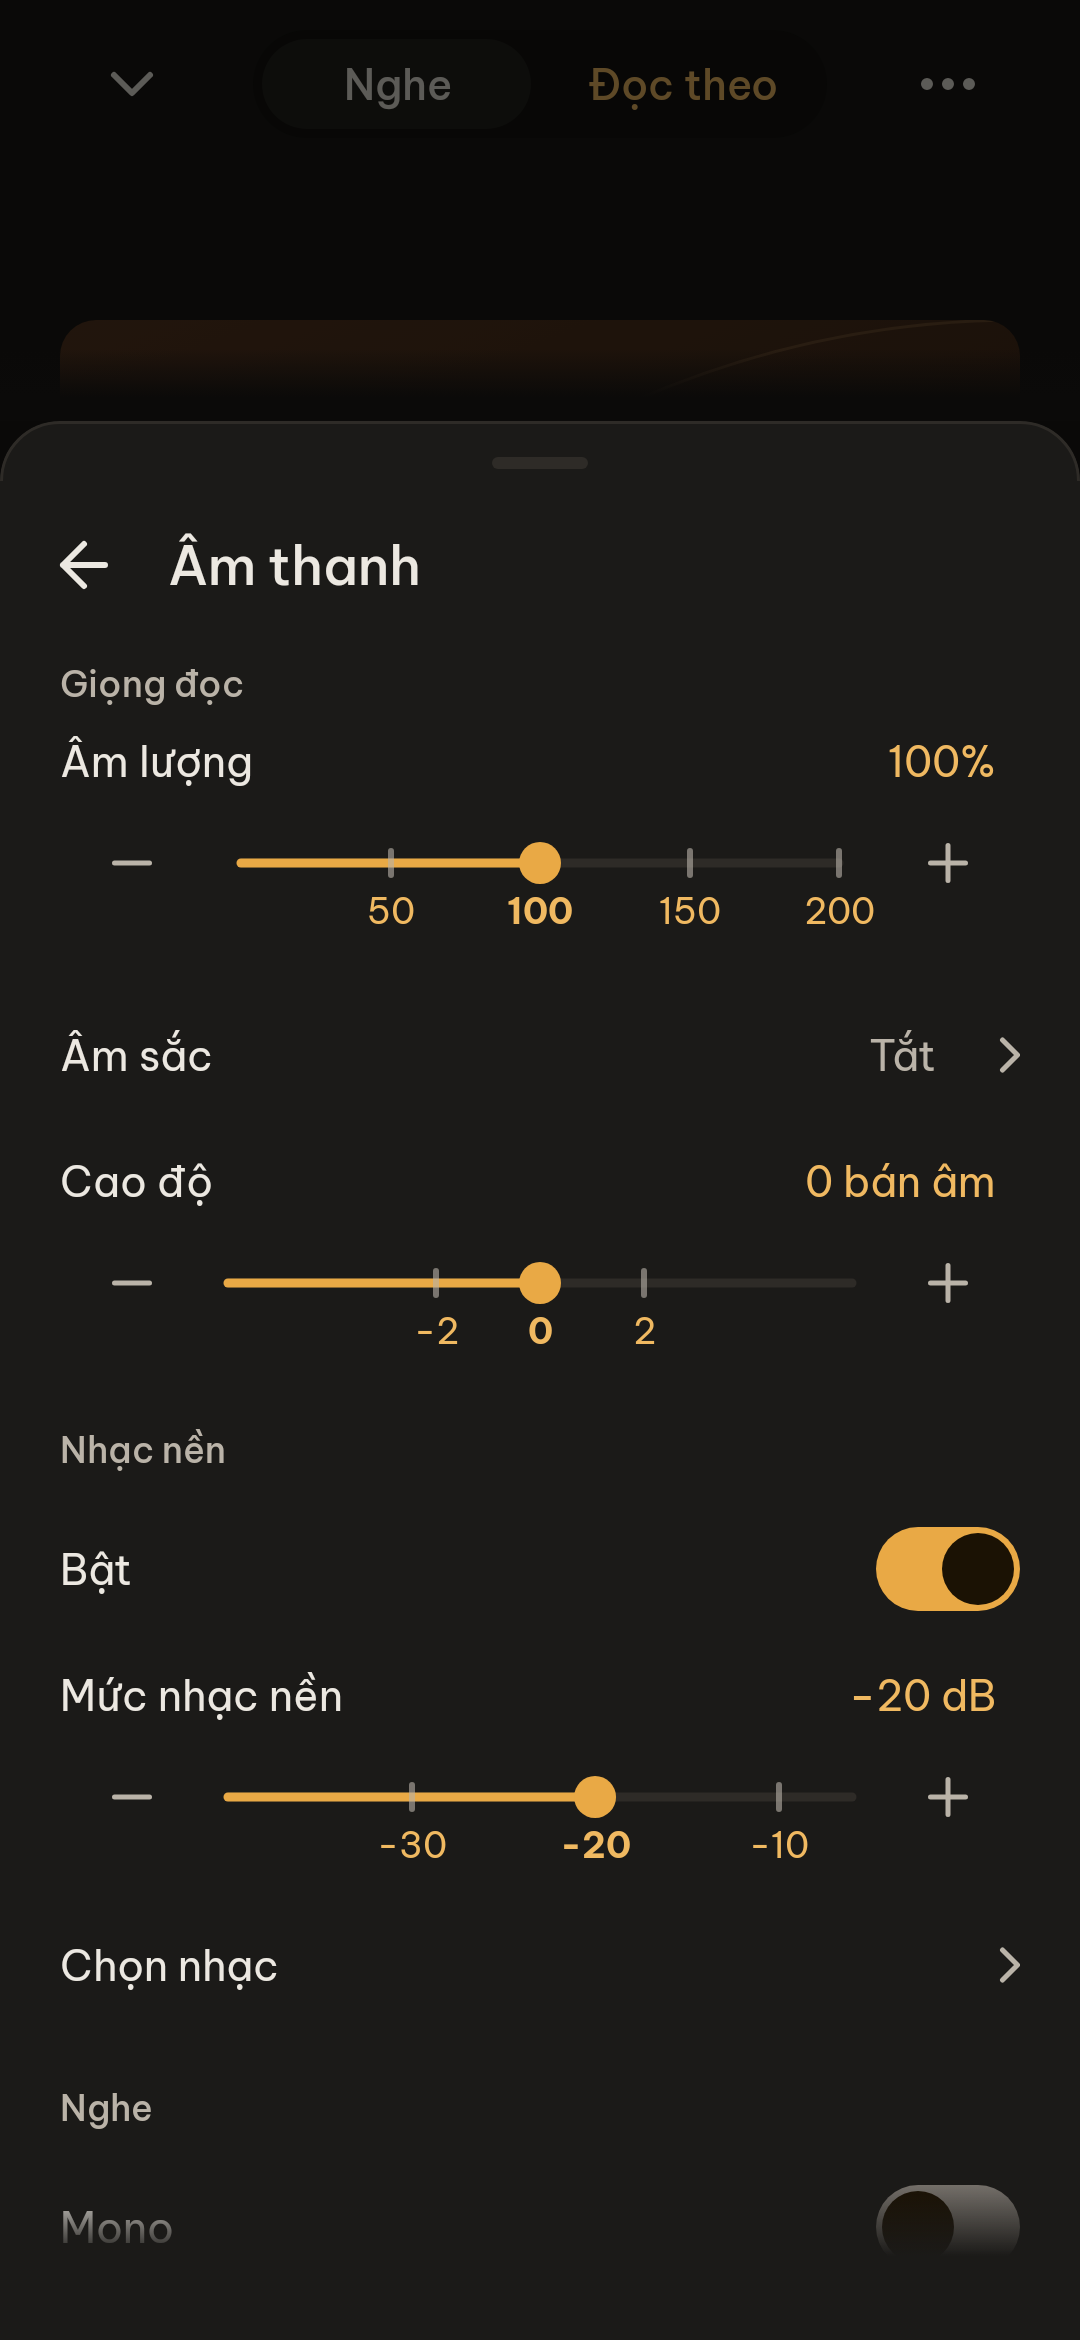 Nghe
Đọc theo
Âm thanh
Giọng đọc
Âm lượng 100%
50 100 150 200
Âm sắc Tắt
Cao độ 0 bán âm
-2 0 2
Nhạc nền
Bật
Mức nhạc nền -20 dB
-30 -20 -10
Chọn nhạc
Nghe
Mono